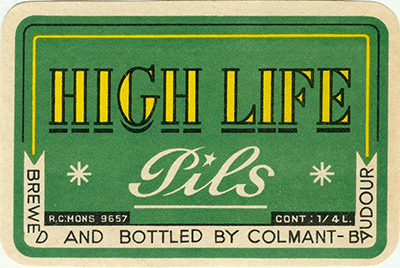 HIGH LIFE
Pils
R.C.MONS 9657
CONT: 1/4 L.
BREWED AND BOTTLED BY COLMANT-BAUDOUR